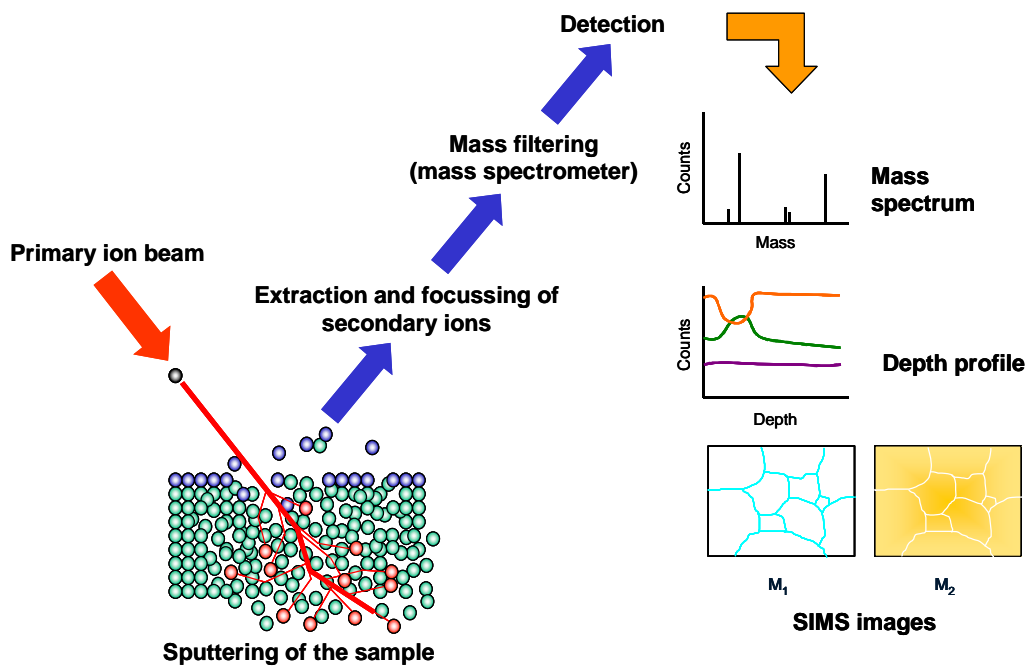 Detection
Mass filtering
(mass spectrometer)
Primary ion beam
Extraction and focussing of
secondary ions
Sputtering of the sample
Counts
Mass
Mass
spectrum
Counts
Depth
Depth profile
M₁
M₂
SIMS images